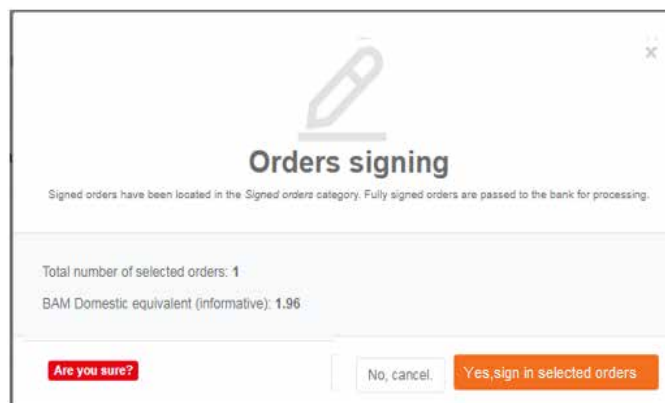 ×
Orders signing
Signed orders have been located in the Signed orders category. Fully signed orders are passed to the bank for processing.
Total number of selected orders: 1
BAM Domestic equivalent (informative): 1.96
Are you sure?
No, cancel.
Yes,sign in selected orders